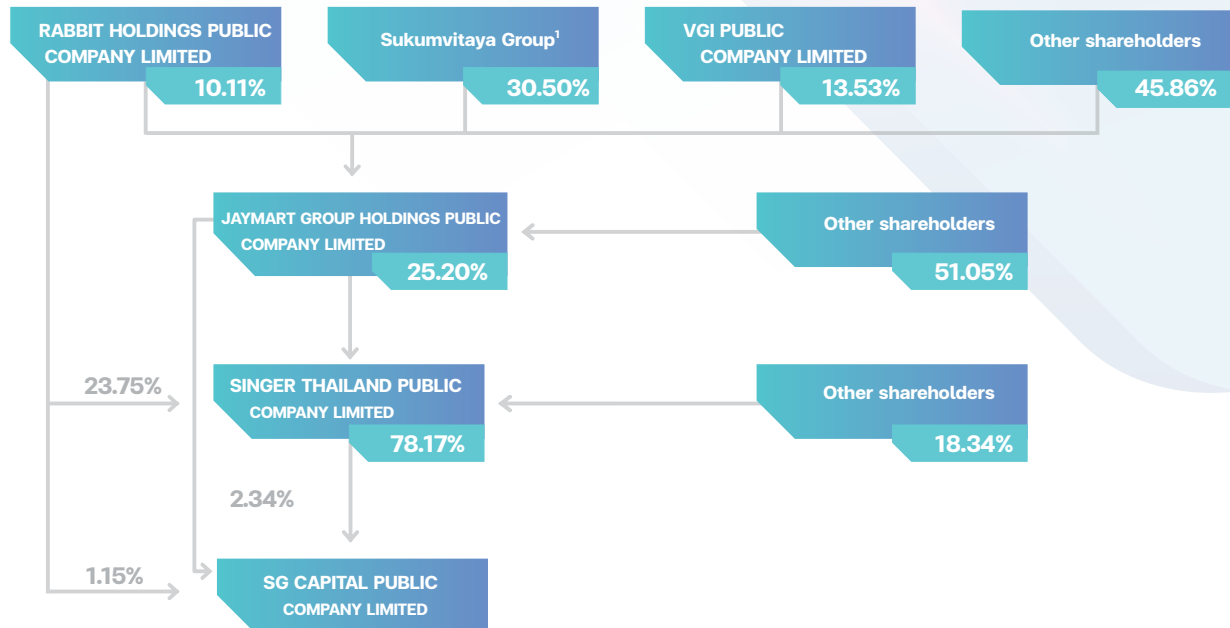 RABBIT HOLDINGS PUBLIC
COMPANY LIMITED
10.11%
Sukumvitaya Group¹
30.50%
VGI PUBLIC
COMPANY LIMITED
13.53%
Other shareholders
45.86%
JAYMART GROUP HOLDINGS PUBLIC
COMPANY LIMITED
25.20%
Other shareholders
51.05%
23.75%
SINGER THAILAND PUBLIC
COMPANY LIMITED
78.17%
Other shareholders
18.34%
2.34%
1.15%
SG CAPITAL PUBLIC
COMPANY LIMITED